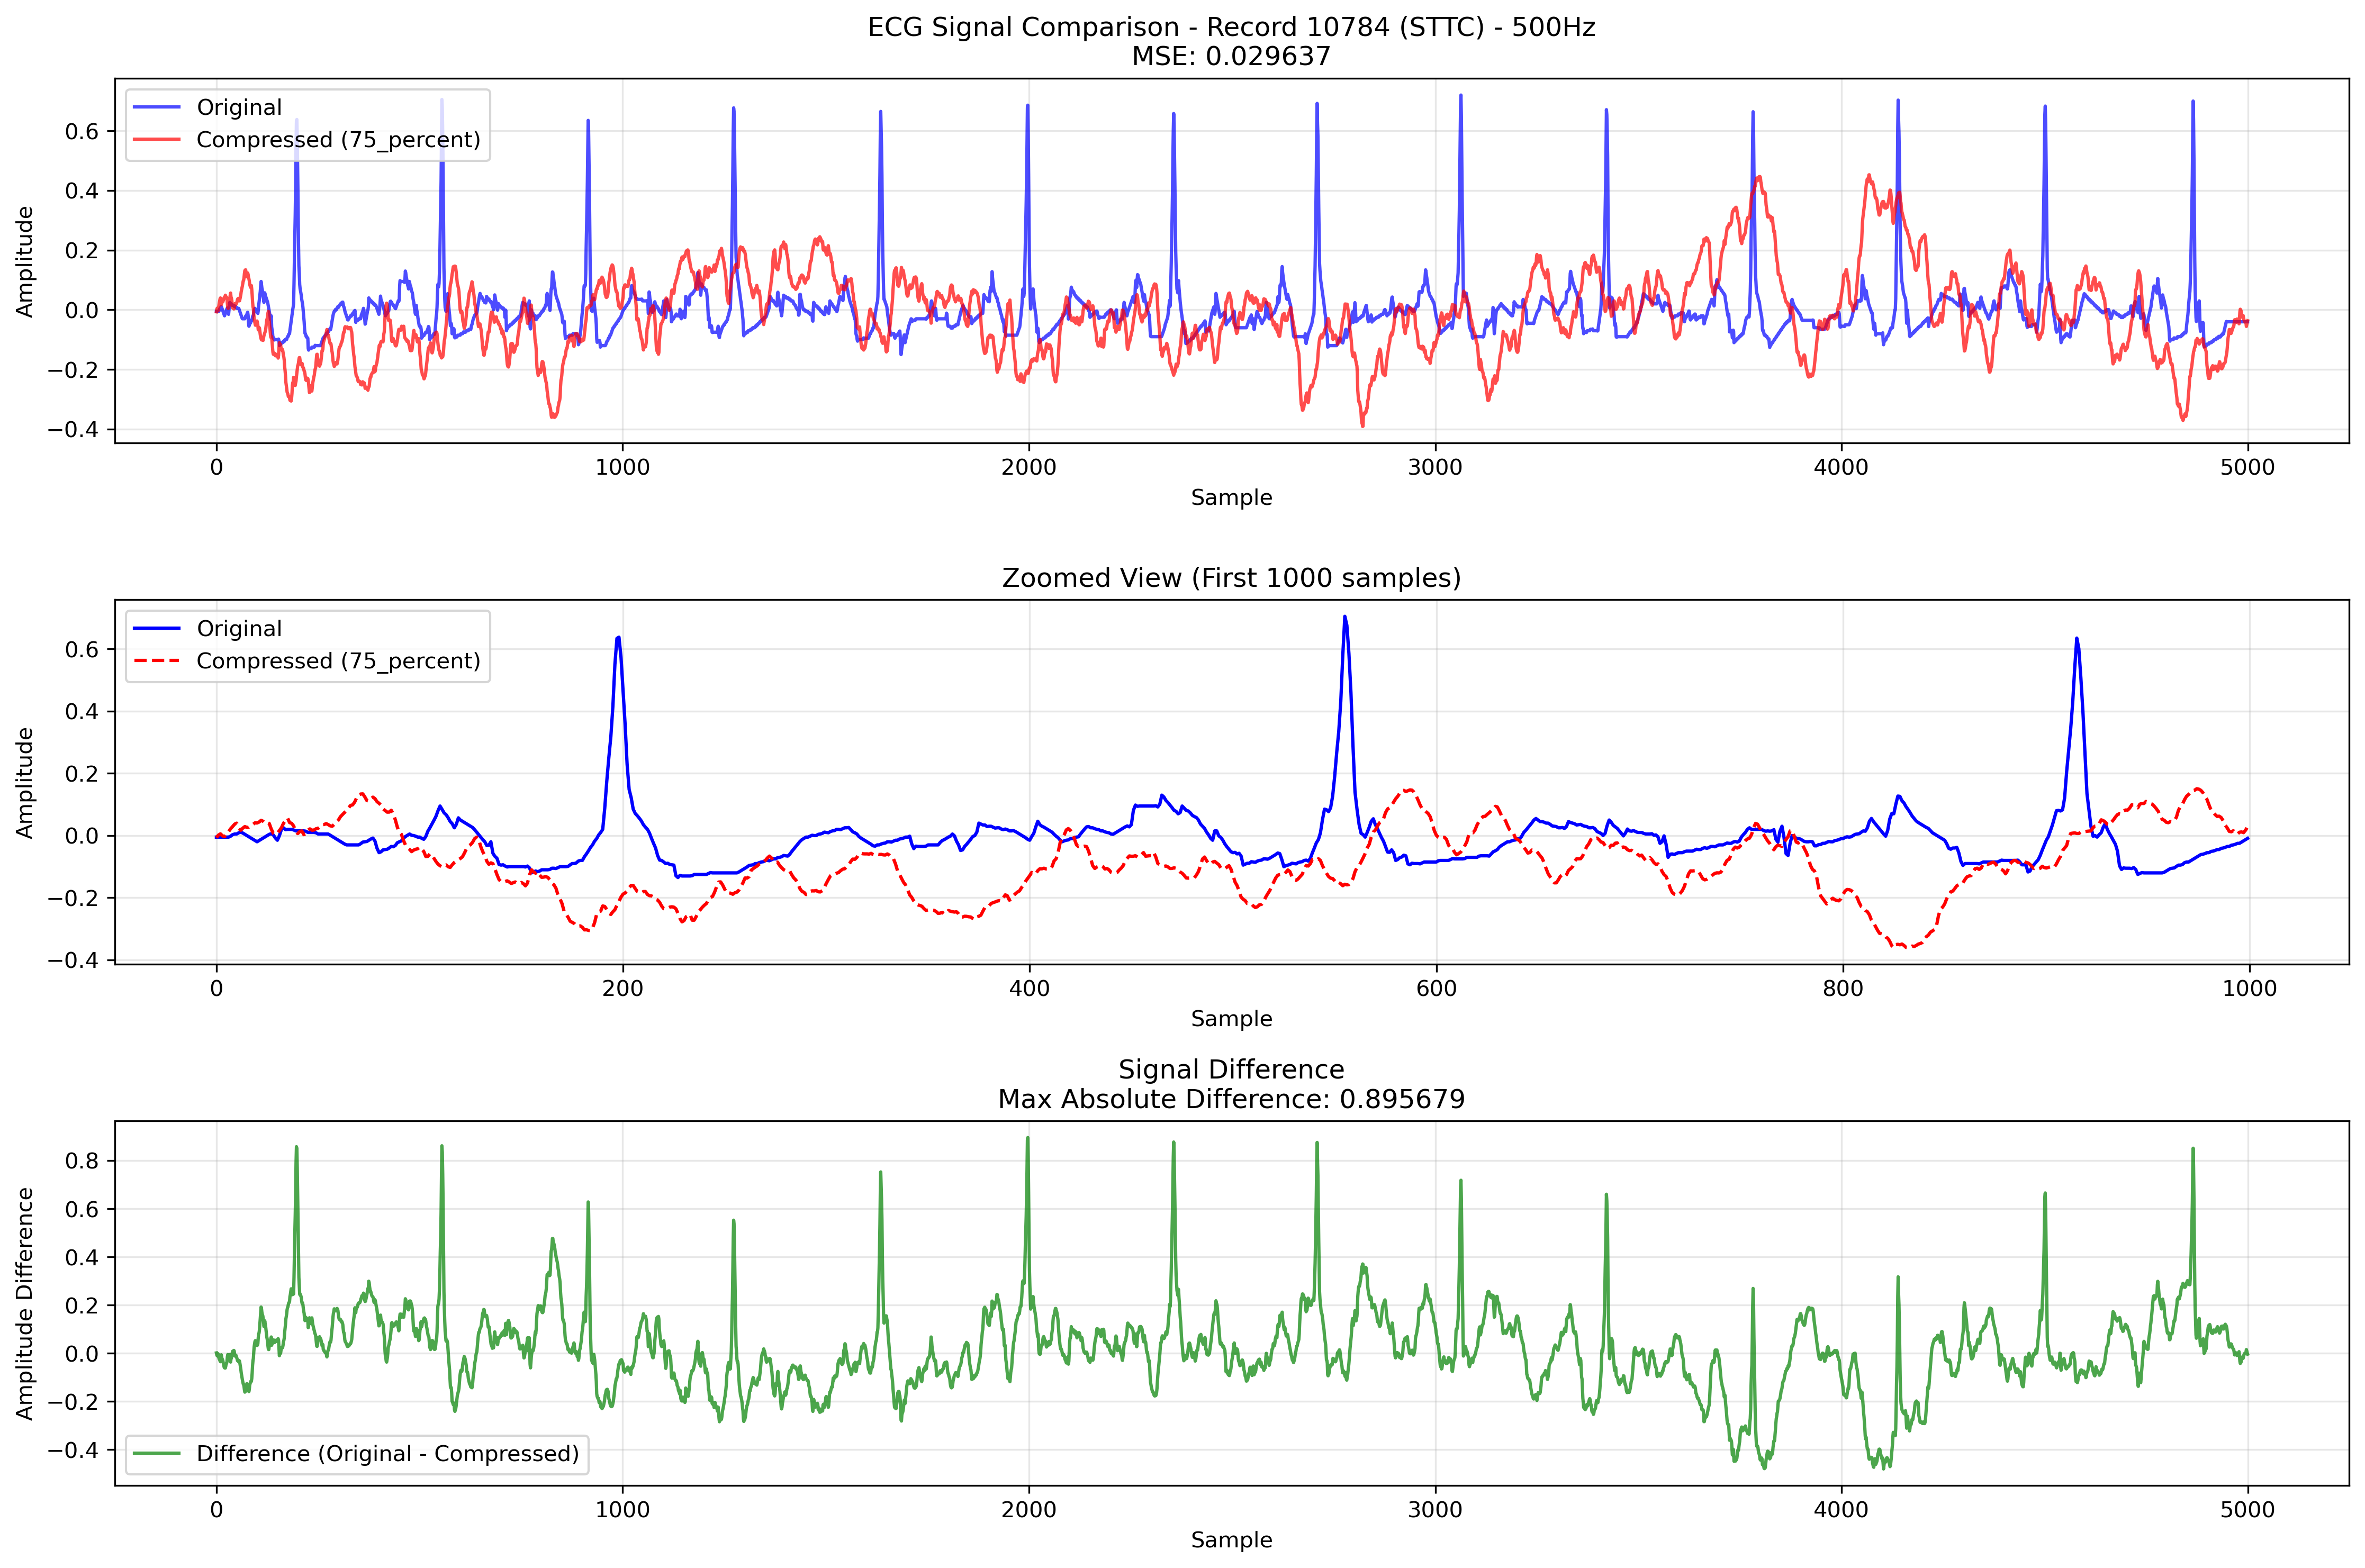 ECG Signal Comparison - Record 10784 (STTC) - 500Hz
MSE: 0.029637
Original
Compressed (75_percent)
Amplitude
0.6
0.4
0.2
0.0
−0.2
−0.4
0 1000 2000 3000 4000 5000
Sample
Zoomed View (First 1000 samples)
Original
Compressed (75_percent)
Amplitude
0.6
0.4
0.2
0.0
−0.2
−0.4
0 200 400 600 800 1000
Sample
Signal Difference
Max Absolute Difference: 0.895679
Amplitude Difference
0.8
0.6
0.4
0.2
0.0
−0.2
−0.4
Difference (Original - Compressed)
0 1000 2000 3000 4000 5000
Sample